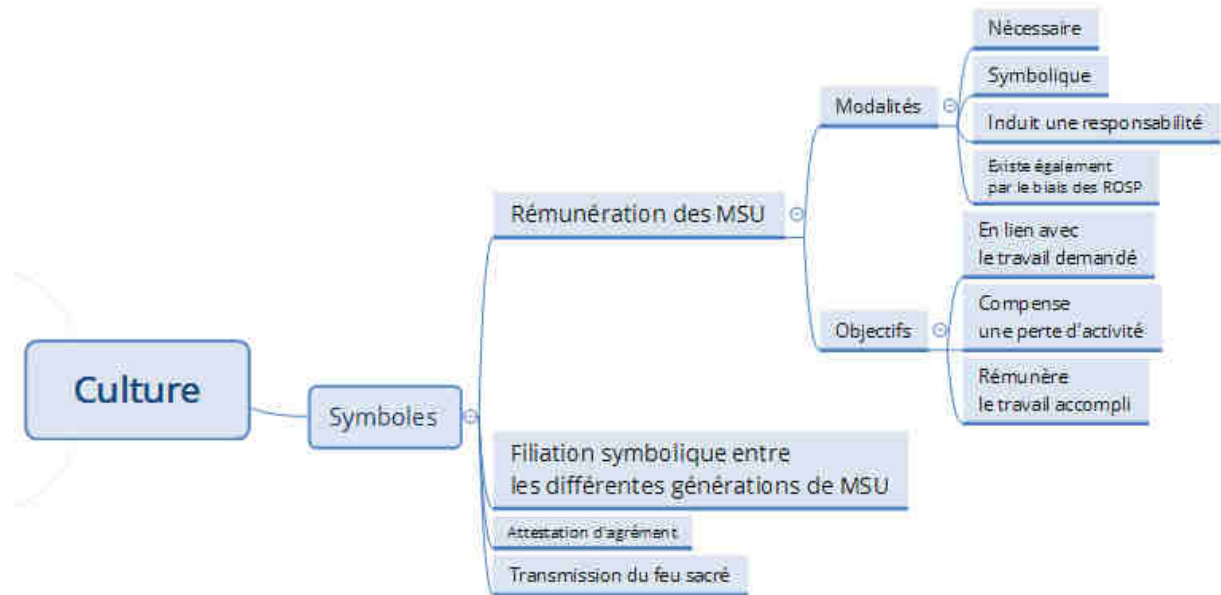 Culture
Symboles
Rémunération des MSU
Modalités
Nécessaire
Symbolique
Induit une responsabilité
Existe également
par le biais des ROSP
Objectifs
En lien avec
le travail demandé
Compense
une perte d'activité
Rémunère
le travail accompli
Filiation symbolique entre
les différentes générations de MSU
Attestation d'agrément
Transmission du feu sacré